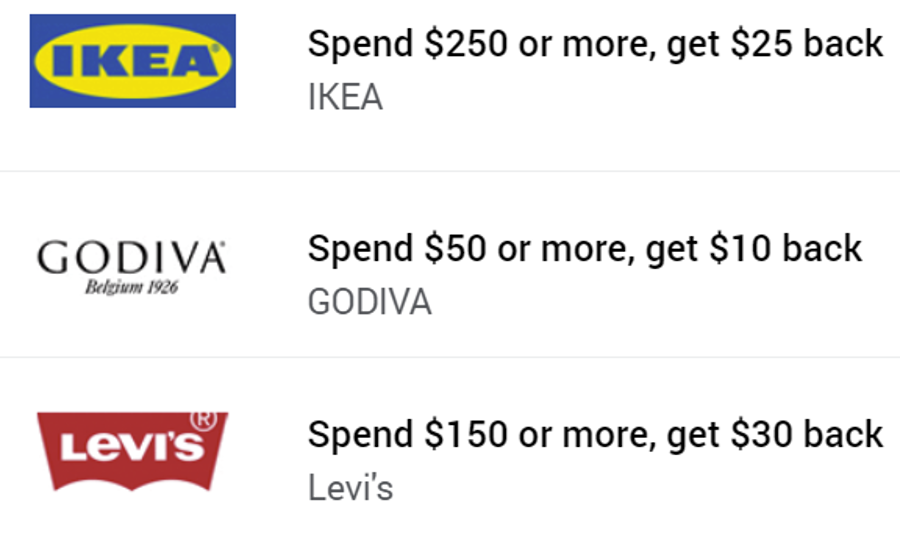 IKEA®
Spend $250 or more, get $25 back
IKEA
GODIVA®
Belgium 1926
Spend $50 or more, get $10 back
GODIVA
LEVI'S ®
Spend $150 or more, get $30 back
Levi's